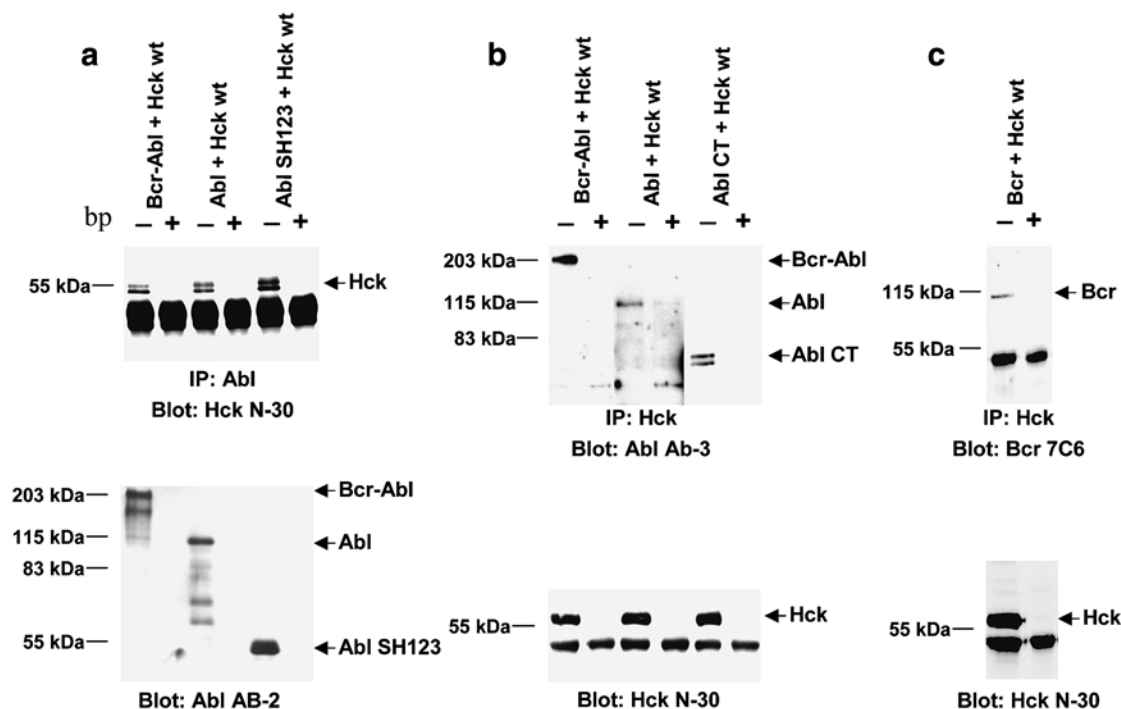 a
Bcr-Abl + Hck wt
Abl + Hck wt
Abl SH123 + Hck wt
bp
– + – + – +
55 kDa
Hck
IP: Abl
Blot: Hck N-30
203 kDa
115 kDa
83 kDa
55 kDa
Bcr-Abl
Abl
Abl SH123
Blot: Abl AB-2
b
Bcr-Abl + Hck wt
Abl + Hck wt
Abl CT + Hck wt
– + – + – +
203 kDa
115 kDa
83 kDa
Bcr-Abl
Abl
Abl CT
IP: Hck
Blot: Abl Ab-3
55 kDa
Hck
Blot: Hck N-30
c
Bcr + Hck wt
– +
115 kDa
55 kDa
Bcr
IP: Hck
Blot: Bcr 7C6
55 kDa
Hck
Blot: Hck N-30